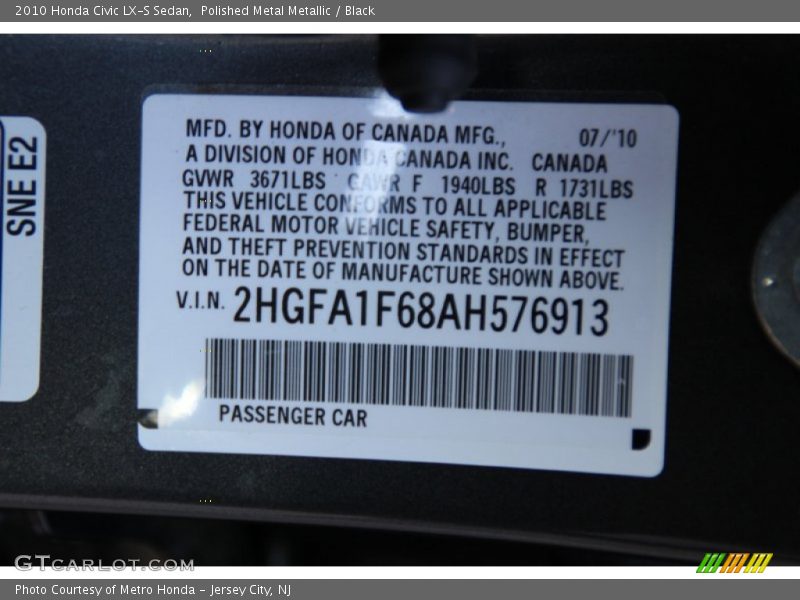 2010 Honda Civic LX-S Sedan, Polished Metal Metallic / Black
MFD. BY HONDA OF CANADA MFG., 07/'10
A DIVISION OF HONDA CANADA INC. CANADA
GVWR 3671LBS GAWR F 1940LBS R 1731LBS
THIS VEHICLE CONFORMS TO ALL APPLICABLE
FEDERAL MOTOR VEHICLE SAFETY, BUMPER,
AND THEFT PREVENTION STANDARDS IN EFFECT
ON THE DATE OF MANUFACTURE SHOWN ABOVE.
V.I.N. 2HGFA1F68AH576913
PASSENGER CAR
SNE E2
GTCARLOT.COM
Photo Courtesy of Metro Honda - Jersey City, NJ